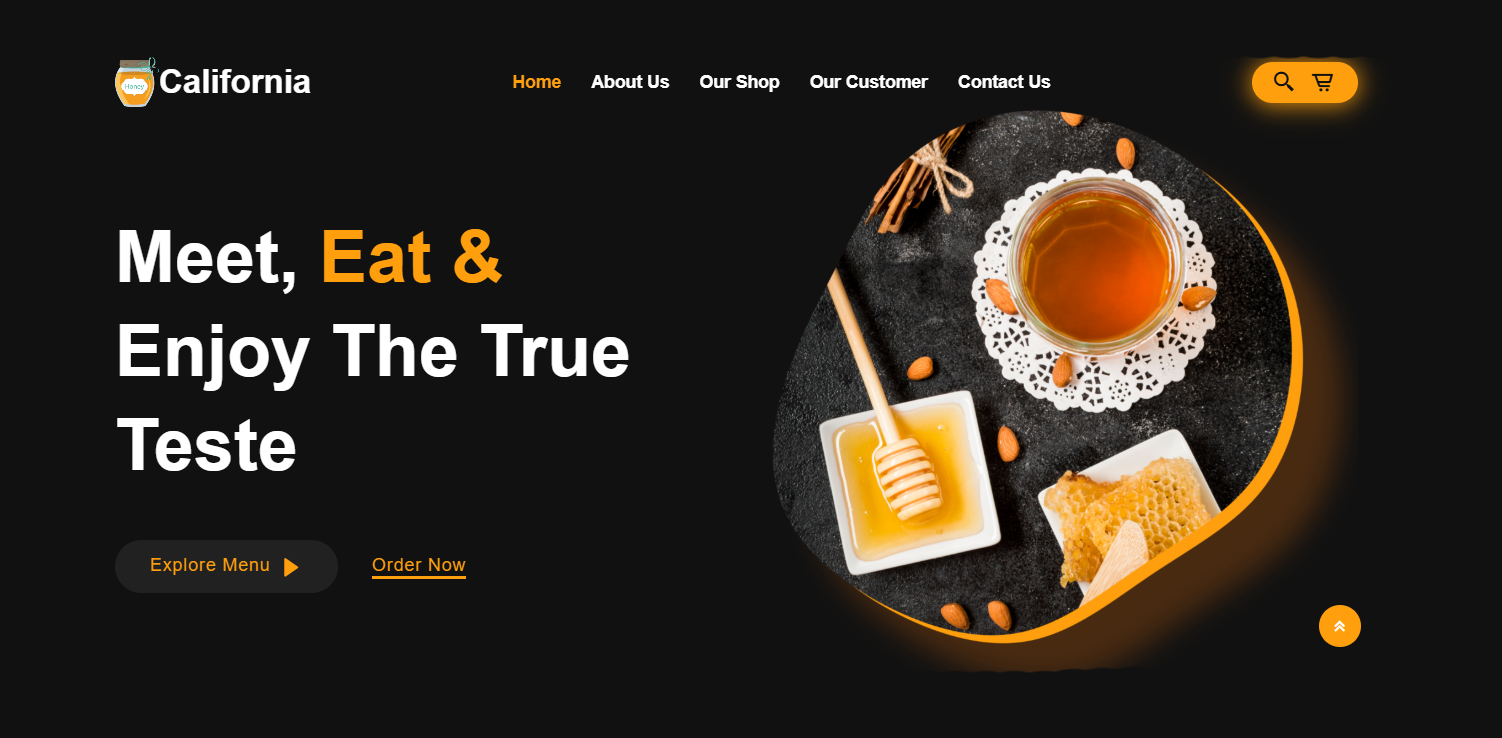 Honey
California
Home About Us Our Shop Our Customer Contact Us
Meet, Eat &
Enjoy The True
Teste
Explore Menu
Order Now